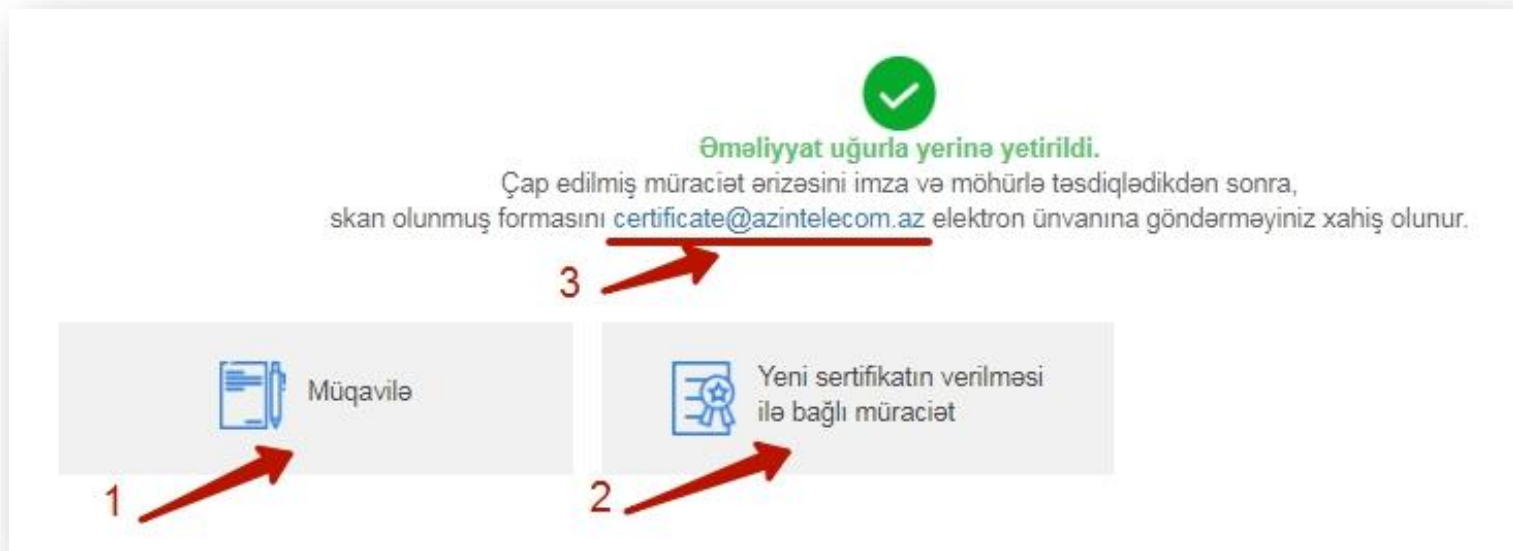 Əməliyyat uğurla yerinə yetirildi.
Çap edilmiş müraciət ərizəsini imza və möhürlə təsdiqlədikdən sonra,
skan olunmuş formasını certificate@azintelecom.az elektron ünvanına göndərməyiniz xahiş olunur.
3
Müqavilə
Yeni sertifikatın verilməsi
ilə bağlı müraciət
1
2